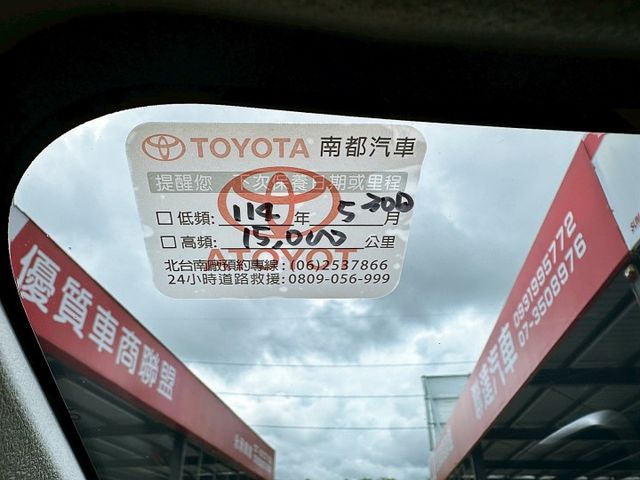 TOYOTA 南都汽車
提醒您 下次保養日期或里程
□低頻: 114 年 5 月
□高頻: 15,000 公里
北台南廠預約專線:(06)2537866
24小時道路救援:0809-056-999
優質車商聯盟
0931995772
07-3508976
汽車